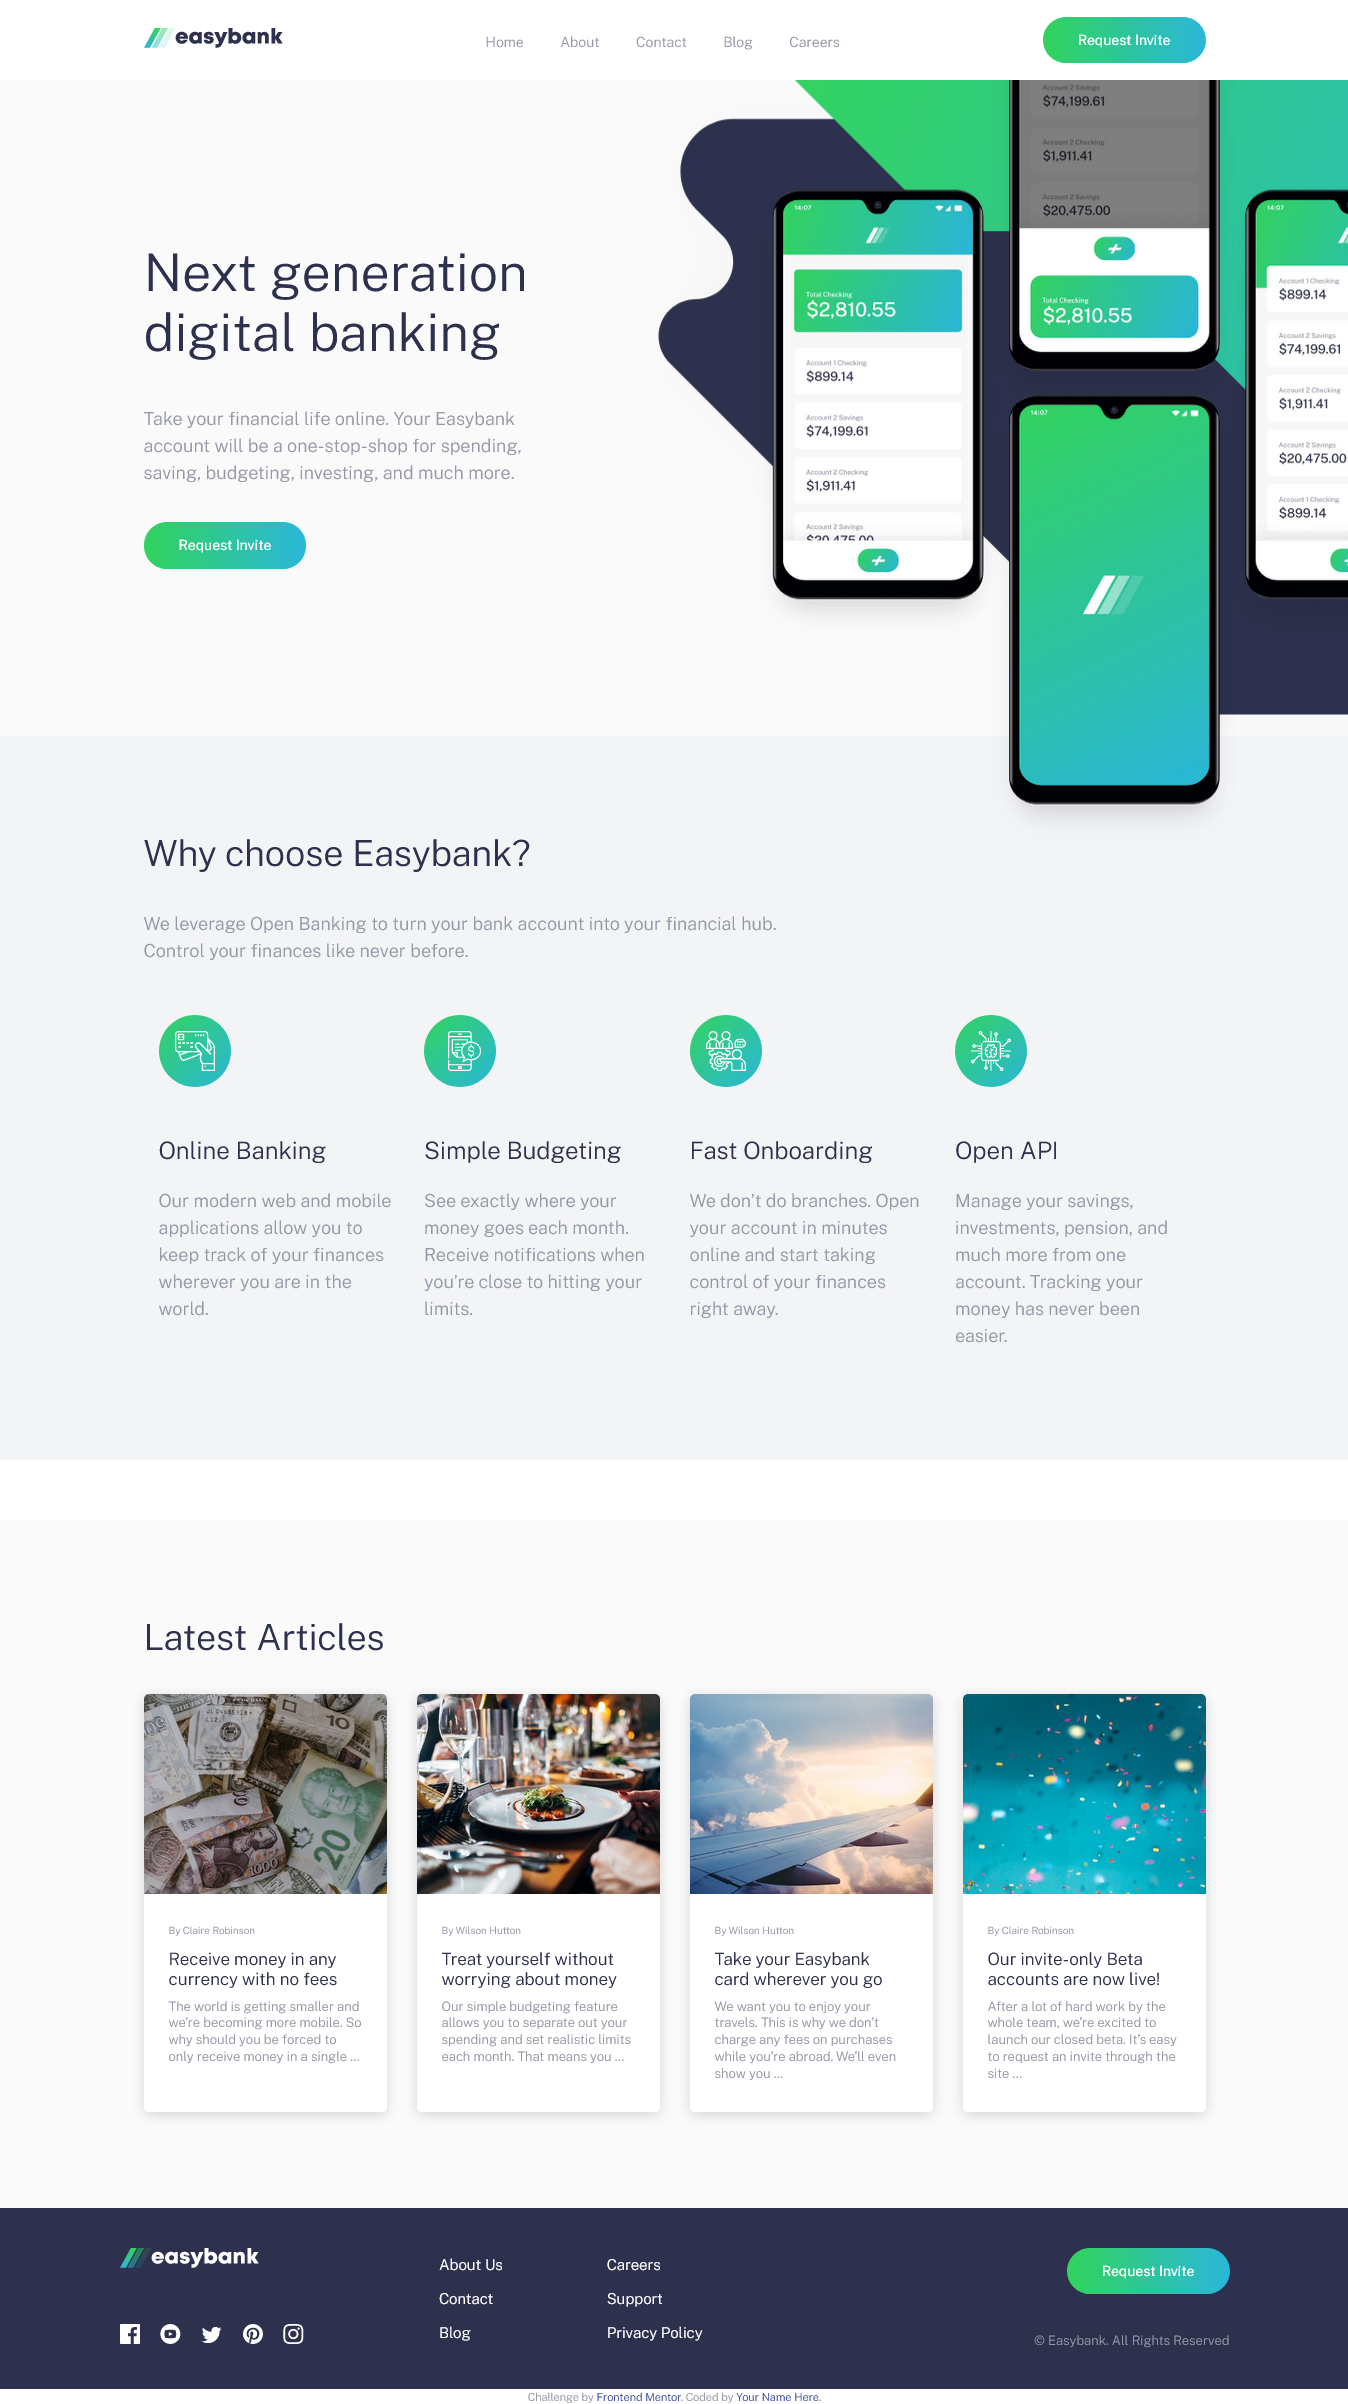 easybank
Home
About
Contact
Blog
Careers
Request Invite
Next generation
digital banking
Take your financial life online. Your Easybank
account will be a one-stop-shop for spending,
saving, budgeting, investing, and much more.
Request Invite
Account 2 Savings
$74,199.61
Account 2 Checking
$1,911.41
Account 2 Savings
$20,475.00
Total Checking
$2,810.55
14:07
Total Checking
$2,810.55
Account 1 Checking
$899.14
Account 2 Savings
$74,199.61
Account 2 Checking
$1,911.41
Account 2 Savings
$20,475.00
14:07
14:07
Account 1 Checking
$899.14
Account 2 Savings
$74,199.61
Account 2 Checking
$1,911.41
Account 2 Savings
$20,475.00
Account 1 Checking
$899.14
Why choose Easybank?
We leverage Open Banking to turn your bank account into your financial hub.
Control your finances like never before.
Online Banking
Our modern web and mobile
applications allow you to
keep track of your finances
wherever you are in the
world.
Simple Budgeting
See exactly where your
money goes each month.
Receive notifications when
you’re close to hitting your
limits.
Fast Onboarding
We don’t do branches. Open
your account in minutes
online and start taking
control of your finances
right away.
Open API
Manage your savings,
investments, pension, and
much more from one
account. Tracking your
money has never been
easier.
Latest Articles
10
20
1000
By Claire Robinson
Receive money in any
currency with no fees
The world is getting smaller and
we’re becoming more mobile. So
why should you be forced to
only receive money in a single ...
By Wilson Hutton
Treat yourself without
worrying about money
Our simple budgeting feature
allows you to separate out your
spending and set realistic limits
each month. That means you ...
By Wilson Hutton
Take your Easybank
card wherever you go
We want you to enjoy your
travels. This is why we don’t
charge any fees on purchases
while you’re abroad. We’ll even
show you ...
By Claire Robinson
Our invite-only Beta
accounts are now live!
After a lot of hard work by the
whole team, we’re excited to
launch our closed beta. It’s easy
to request an invite through the
site ...
easybank
About Us
Contact
Blog
Careers
Support
Privacy Policy
Request Invite
© Easybank. All Rights Reserved
Challenge by Frontend Mentor. Coded by Your Name Here.